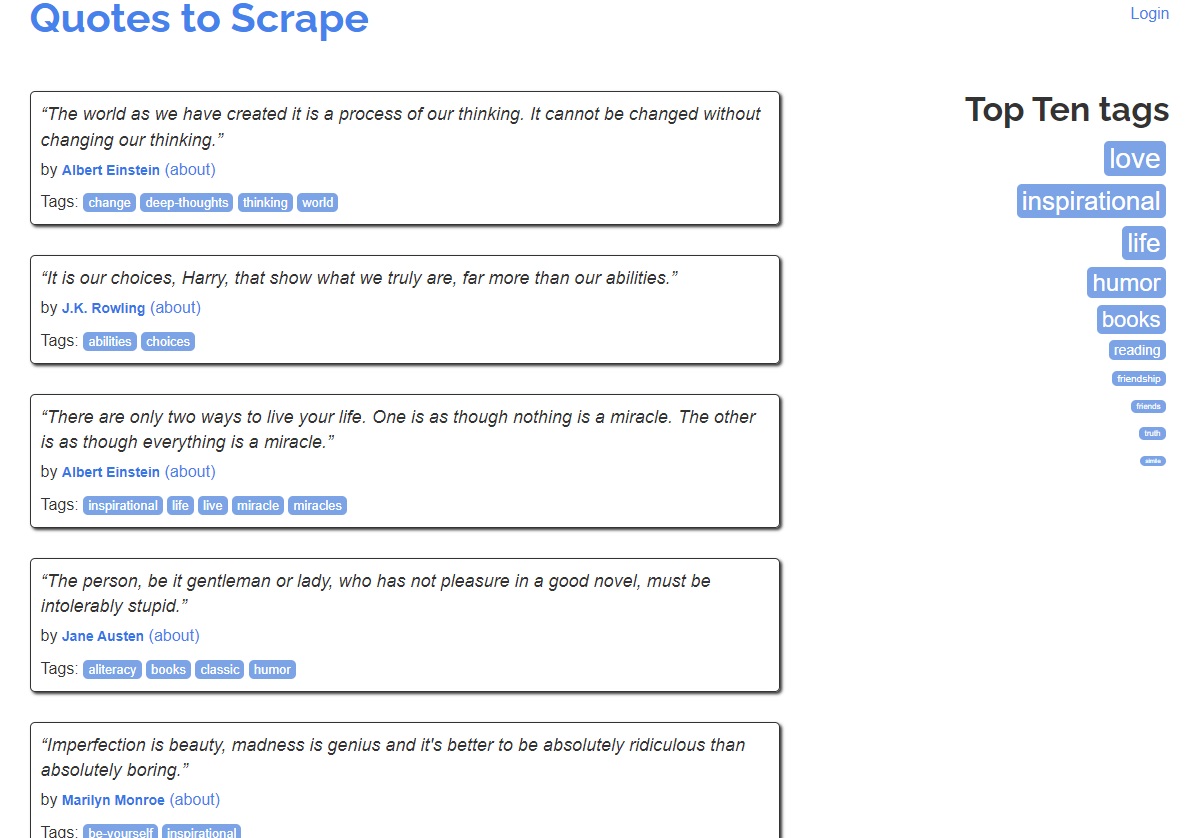 Quotes to Scrape
Login
“The world as we have created it is a process of our thinking. It cannot be changed without
changing our thinking.”
by Albert Einstein (about)
Tags: change deep-thoughts thinking world
“It is our choices, Harry, that show what we truly are, far more than our abilities.”
by J.K. Rowling (about)
Tags: abilities choices
“There are only two ways to live your life. One is as though nothing is a miracle. The other
is as though everything is a miracle.”
by Albert Einstein (about)
Tags: inspirational life live miracle miracles
“The person, be it gentleman or lady, who has not pleasure in a good novel, must be
intolerably stupid.”
by Jane Austen (about)
Tags: aliteracy books classic humor
“Imperfection is beauty, madness is genius and it's better to be absolutely ridiculous than
absolutely boring.”
by Marilyn Monroe (about)
Tags: be-yourself inspirational
Top Ten tags
love
inspirational
life
humor
books
reading
friendship
friends
truth
simile